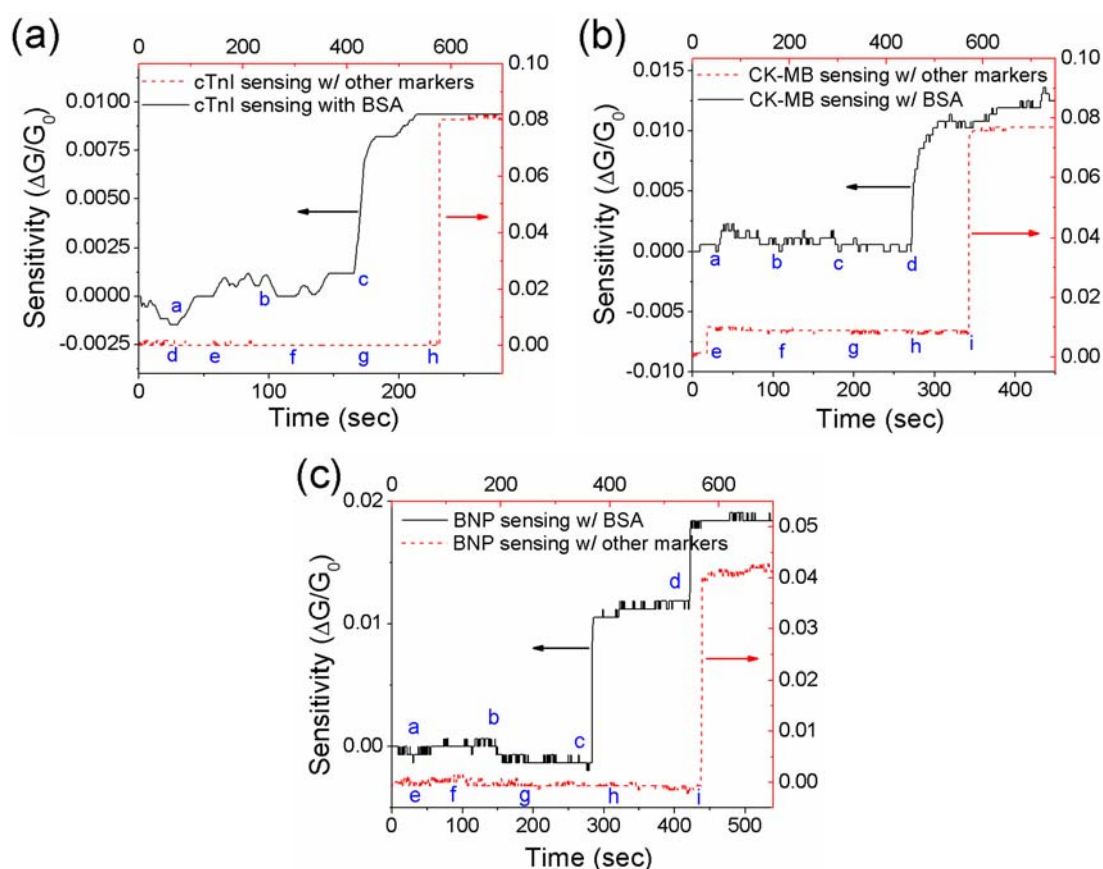 (a)
0 200 400 600
cTnI sensing w/ other markers
cTnI sensing with BSA
Sensitivity (ΔG/G0)
0.0100
0.0075
0.0050
0.0025
0.0000
-0.0025
0.10
0.08
0.06
0.04
0.02
0.00
a b c
d e f g h
0 100 200
Time (sec)
(b)
0 200 400 600
CK-MB sensing w/ other markers
CK-MB sensing w/ BSA
Sensitivity (ΔG/G0)
0.015
0.010
0.005
0.000
-0.005
-0.010
0.10
0.08
0.06
0.04
0.02
0.00
a b c d
e f g h i
0 100 200 300 400
Time (sec)
(c)
0 200 400 600
BNP sensing w/ BSA
BNP sensing w/ other markers
Sensitivity (ΔG/G0)
0.02
0.01
0.00
0.05
0.04
0.03
0.02
0.01
0.00
a b c d
e f g h i
0 100 200 300 400 500
Time (sec)